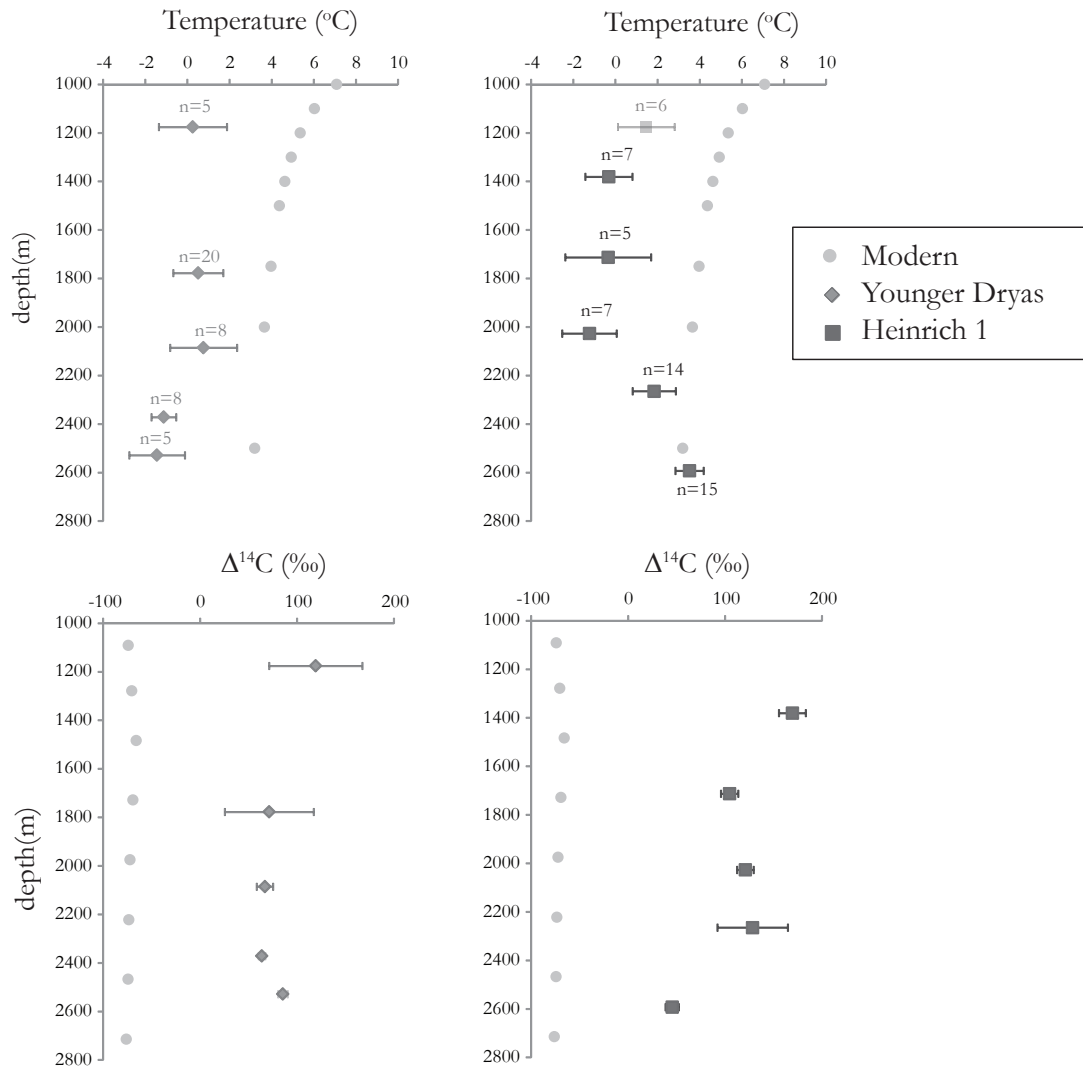 Temperature (°C)
-4 -2 0 2 4 6 8 10
1000
1200
1400
1600
1800
2000
2200
2400
2600
2800
depth(m)
n=5
n=20
n=8
n=8
n=5
Temperature (°C)
-4 -2 0 2 4 6 8 10
1000
1200
1400
1600
1800
2000
2200
2400
2600
2800
n=6
n=7
n=5
n=7
n=14
n=15
Modern
Younger Dryas
Heinrich 1
Δ¹⁴C (‰)
-100 0 100 200
1000
1200
1400
1600
1800
2000
2200
2400
2600
2800
depth(m)
Δ¹⁴C (‰)
-100 0 100 200
1000
1200
1400
1600
1800
2000
2200
2400
2600
2800